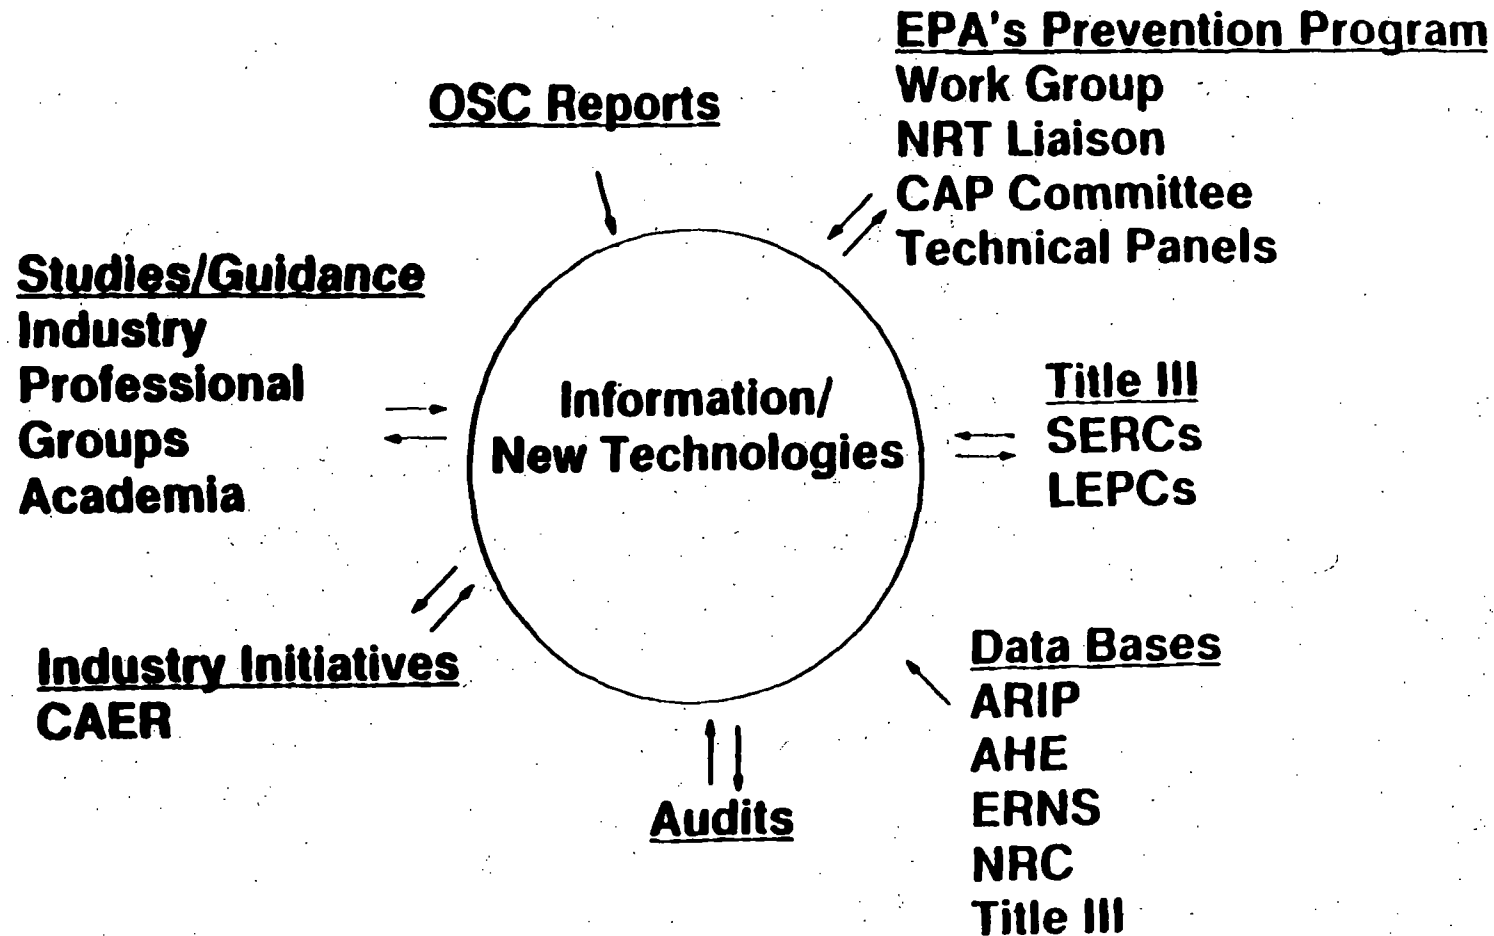 OSC Reports
EPA's Prevention Program
Work Group
NRT Liaison
CAP Committee
Technical Panels
Studies/Guidance
Industry
Professional
Groups
Academia
Information/
New Technologies
Title III
SERCs
LEPCs
Industry Initiatives
CAER
Audits
Data Bases
ARIP
AHE
ERNS
NRC
Title III